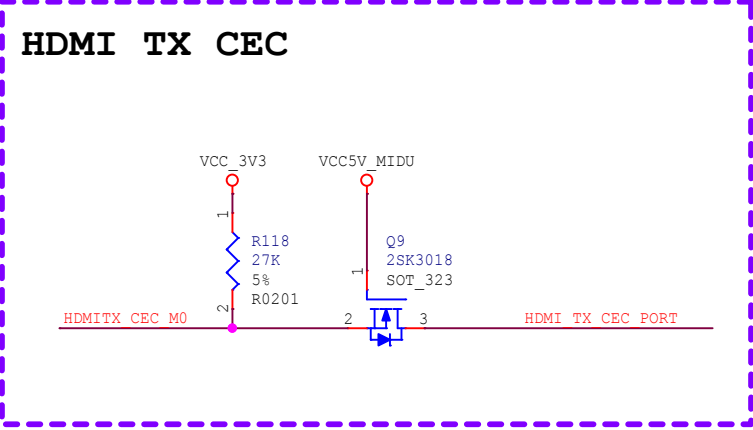 HDMI TX CEC
VCC_3V3
VCC5V_MIDU
1
R118
27K
5%
R0201
2
Q9
2SK3018
SOT_323
1
HDMITX CEC M0
2
3
HDMI TX CEC PORT